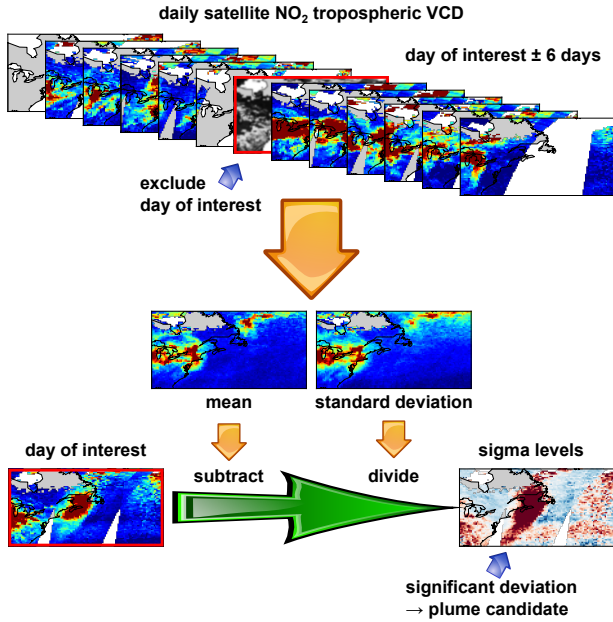 daily satellite NO₂ tropospheric VCD
day of interest ± 6 days
exclude
day of interest
mean
standard deviation
day of interest
subtract
divide
sigma levels
significant deviation
→ plume candidate